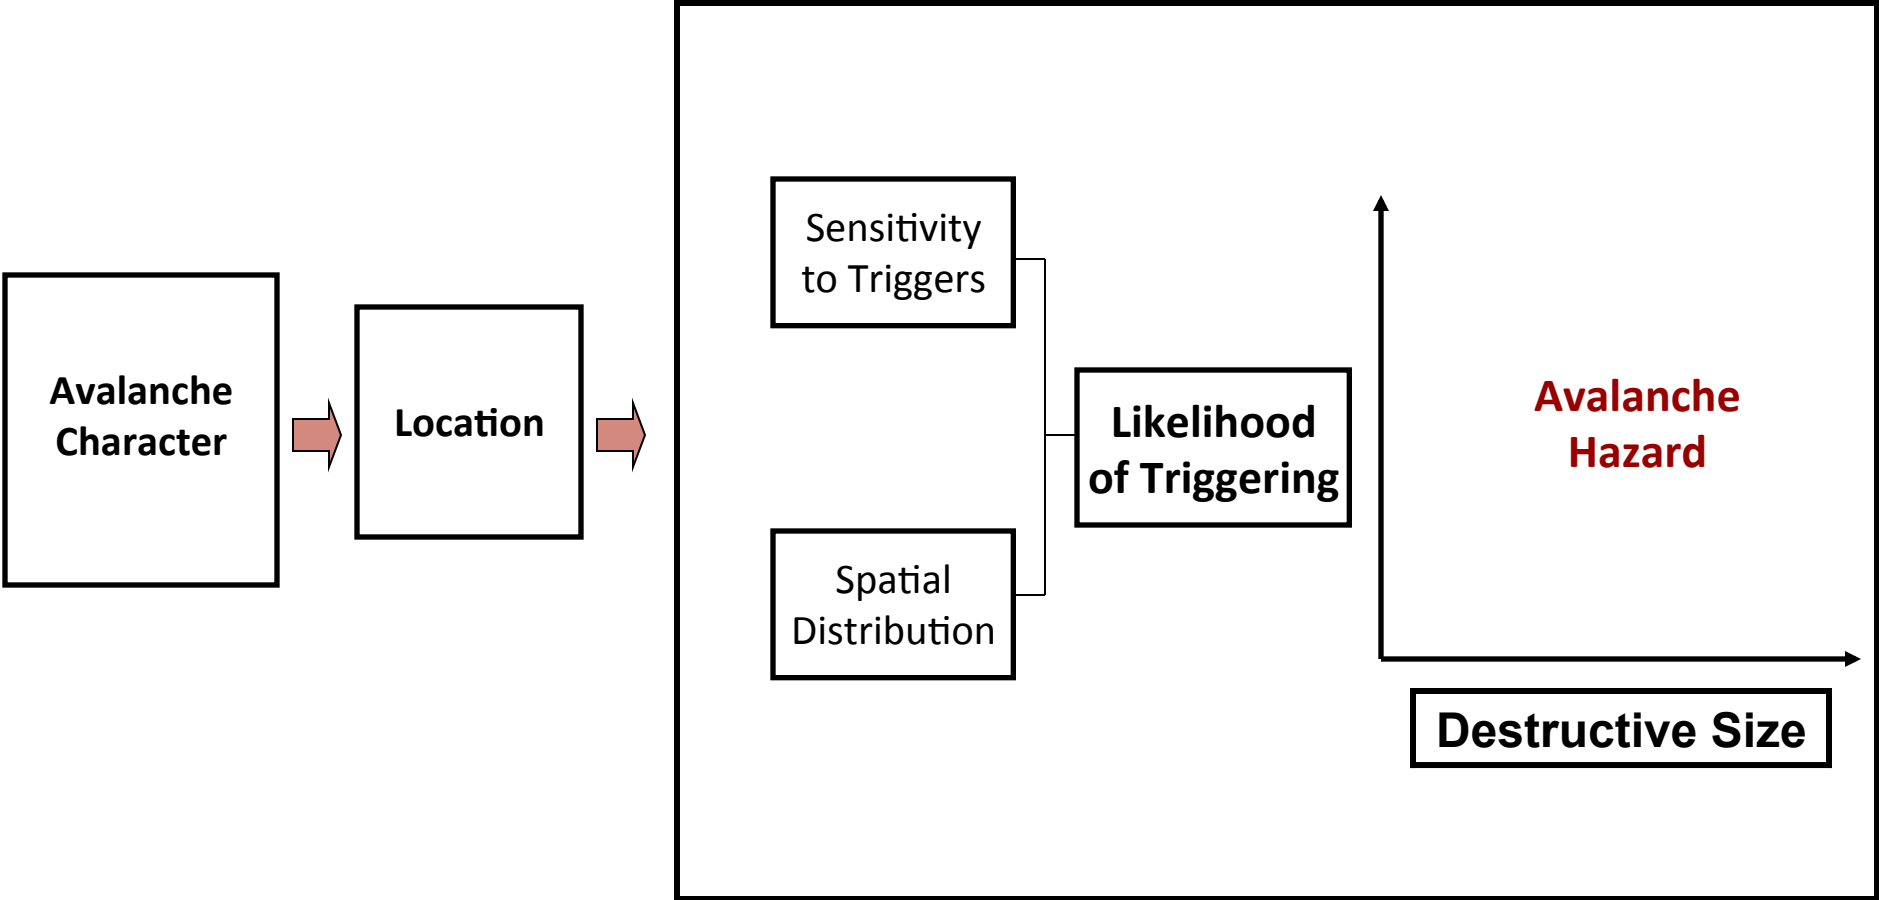 Avalanche
Character
Location
Sensitivity
to Triggers
Spatial
Distribution
Likelihood
of Triggering
Avalanche
Hazard
Destructive Size